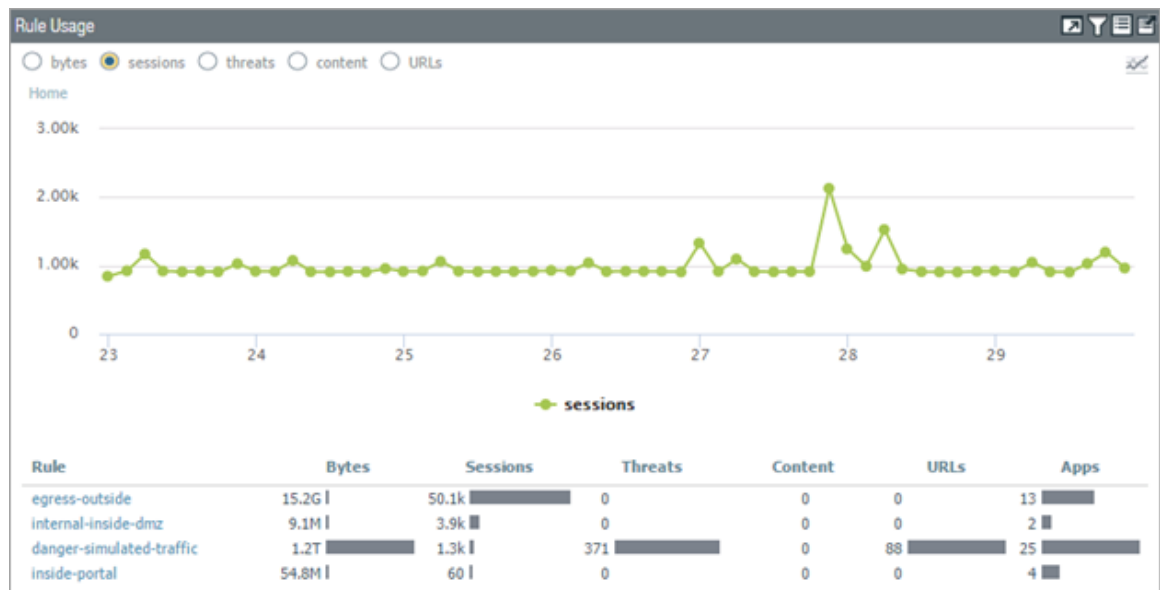 Rule Usage
bytes sessions threats content URLs
Home
3.00k
2.00k
1.00k
0
23 24 25 26 27 28 29
sessions
Rule Bytes Sessions Threats Content URLs Apps
egress-outside 15.2G 50.1k 0 0 0 13
internal-inside-dmz 9.1M 3.9k 0 0 0 2
danger-simulated-traffic 1.2T 1.3k 371 0 88 25
inside-portal 54.8M 60 0 0 0 4